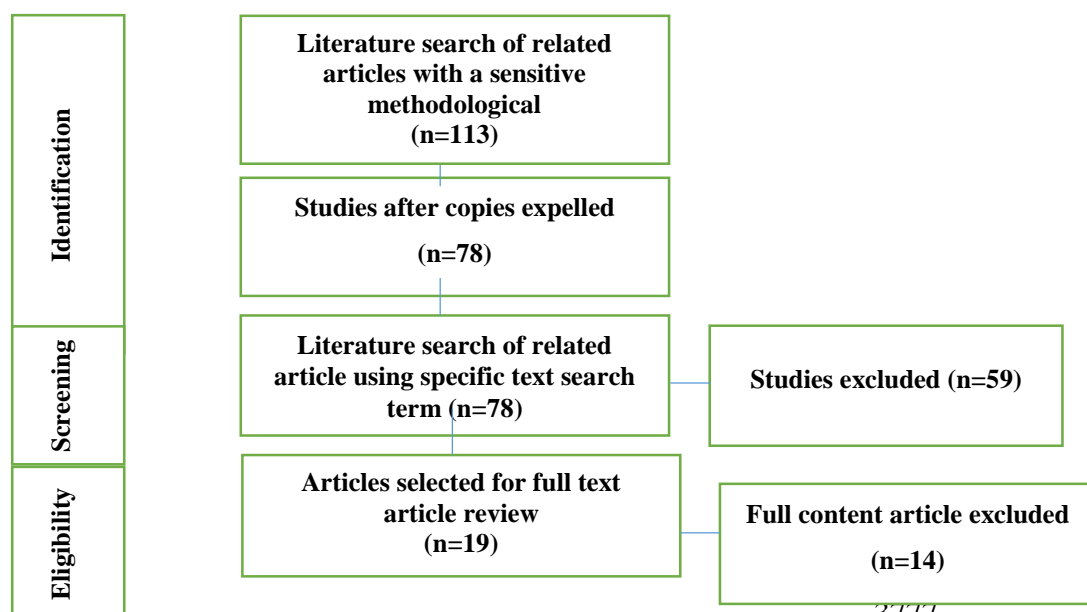 Identification
Literature search of related
articles with a sensitive
methodological
(n=113)
Studies after copies expelled
(n=78)
Screening
Literature search of related
article using specific text search
term (n=78)
Studies excluded (n=59)
Eligibility
Articles selected for full text
article review
(n=19)
Full content article excluded
(n=14)